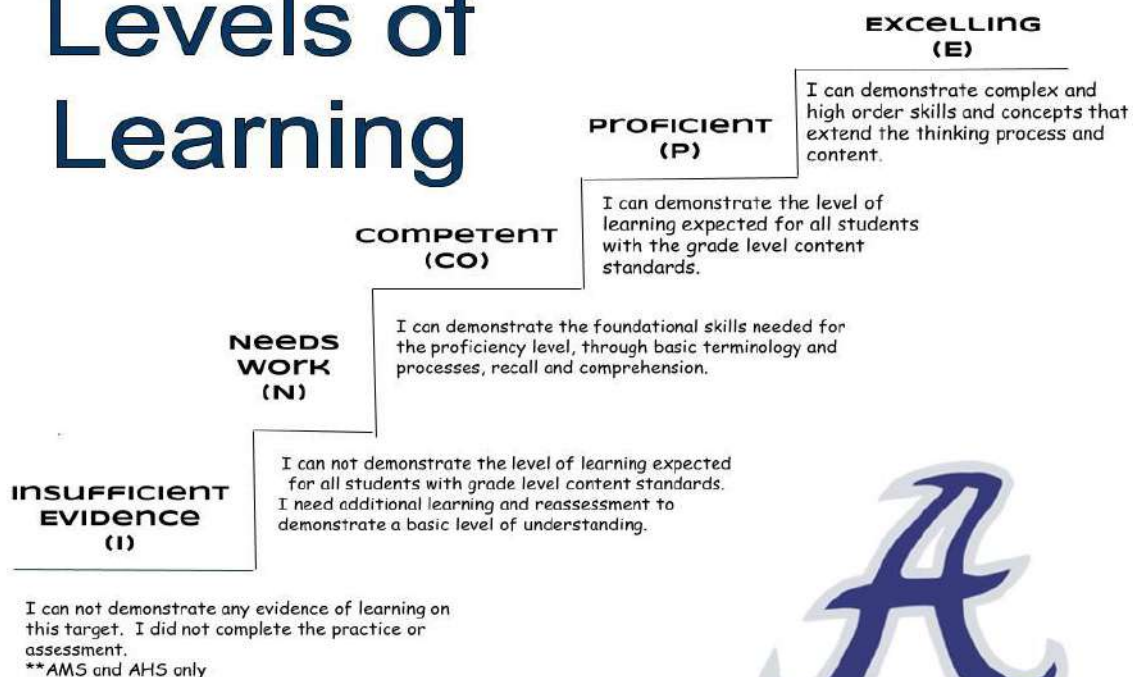 Levels of
Learning
EXCELLING
(E)
I can demonstrate complex and
high order skills and concepts that
extend the thinking process and
content.
PROFICIENT
(P)
I can demonstrate the level of
learning expected for all students
with the grade level content
standards.
COMPETENT
(CO)
I can demonstrate the foundational skills needed for
the proficiency level, through basic terminology and
processes, recall and comprehension.
NEEDS
WORK
(N)
I can not demonstrate the level of learning expected
for all students with grade level content standards.
I need additional learning and reassessment to
demonstrate a basic level of understanding.
INSUFFICIENT
EVIDENCE
(I)
I can not demonstrate any evidence of learning on
this target. I did not complete the practice or
assessment.
**AMS and AHS only
A